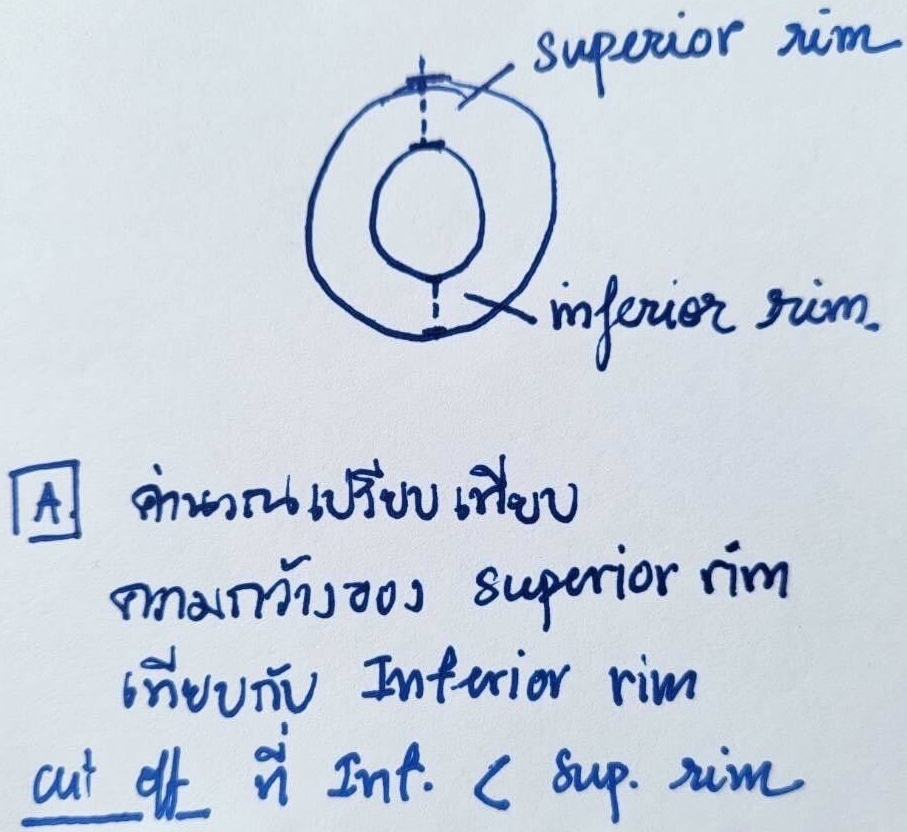 superior rim
inferior rim.
A. คำนวณเปรียบเทียบ
ความกว้างของ superior rim
เทียบกับ Inferior rim
cut off ที่ Inf. < Sup. rim